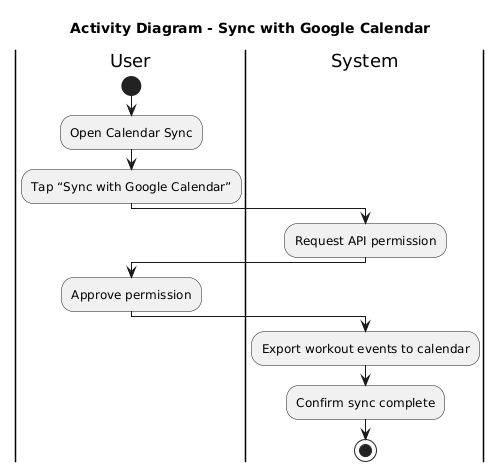 Activity Diagram - Sync with Google Calendar
User
System
Open Calendar Sync
Tap “Sync with Google Calendar”
Request API permission
Approve permission
Export workout events to calendar
Confirm sync complete